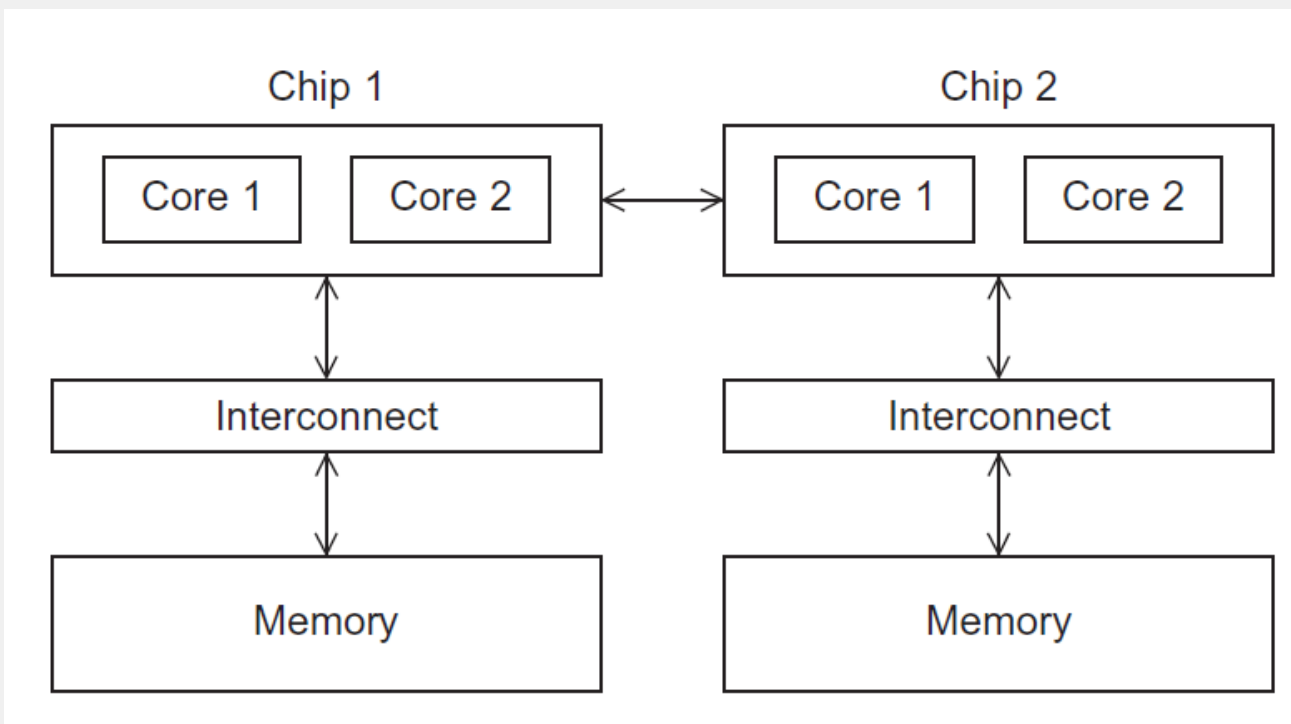 Chip 1
Chip 2
Core 1
Core 2
Core 1
Core 2
Interconnect
Interconnect
Memory
Memory